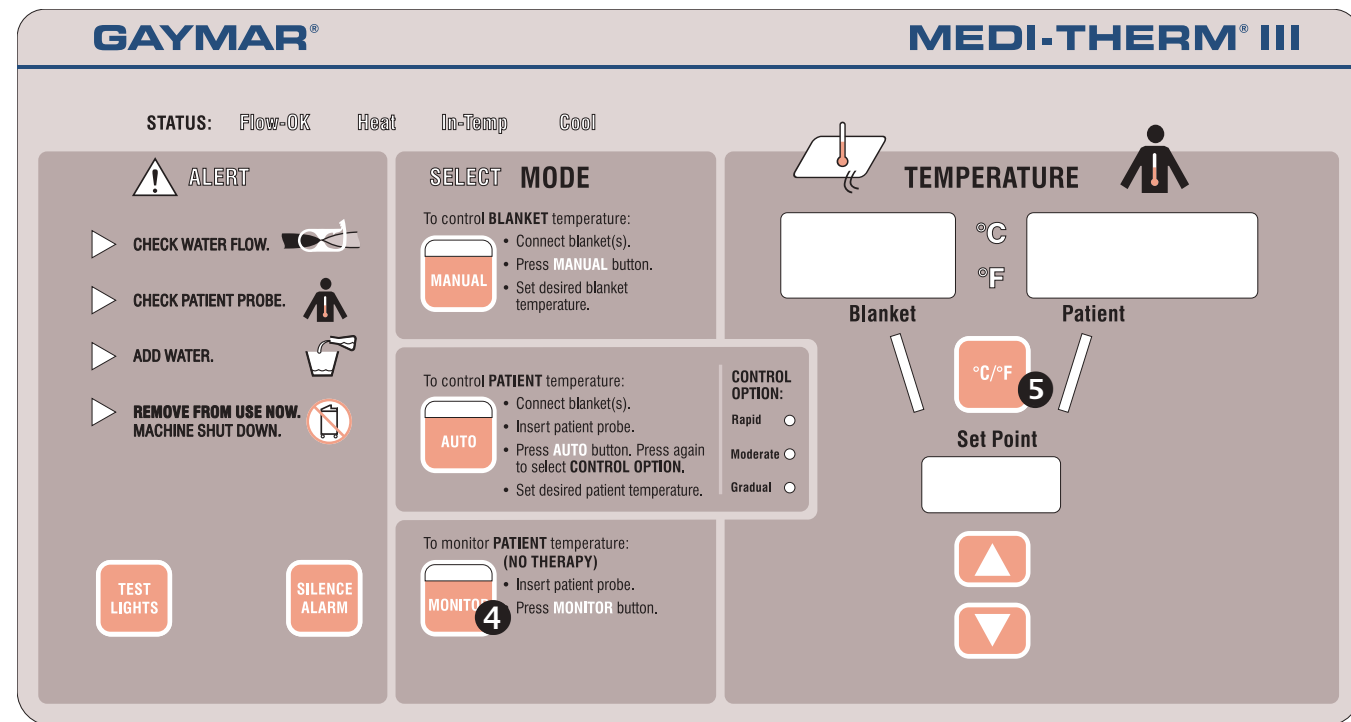 GAYMAR®
MEDI-THERM® III
STATUS: Flow-OK Heat In-Temp Cool
ALERT
CHECK WATER FLOW.
CHECK PATIENT PROBE.
ADD WATER.
REMOVE FROM USE NOW.
MACHINE SHUT DOWN.
TEST
LIGHTS
SILENCE
ALARM
SELECT MODE
To control BLANKET temperature:
MANUAL
• Connect blanket(s).
• Press MANUAL button.
• Set desired blanket
temperature.
To control PATIENT temperature:
AUTO
• Connect blanket(s).
• Insert patient probe.
• Press AUTO button. Press again
to select CONTROL OPTION.
• Set desired patient temperature.
CONTROL
OPTION:
Rapid
Moderate
Gradual
To monitor PATIENT temperature:
(NO THERAPY)
MONITOR
4
• Insert patient probe.
Press MONITOR button.
TEMPERATURE
°C
°F
Blanket
Patient
°C/°F
5
Set Point